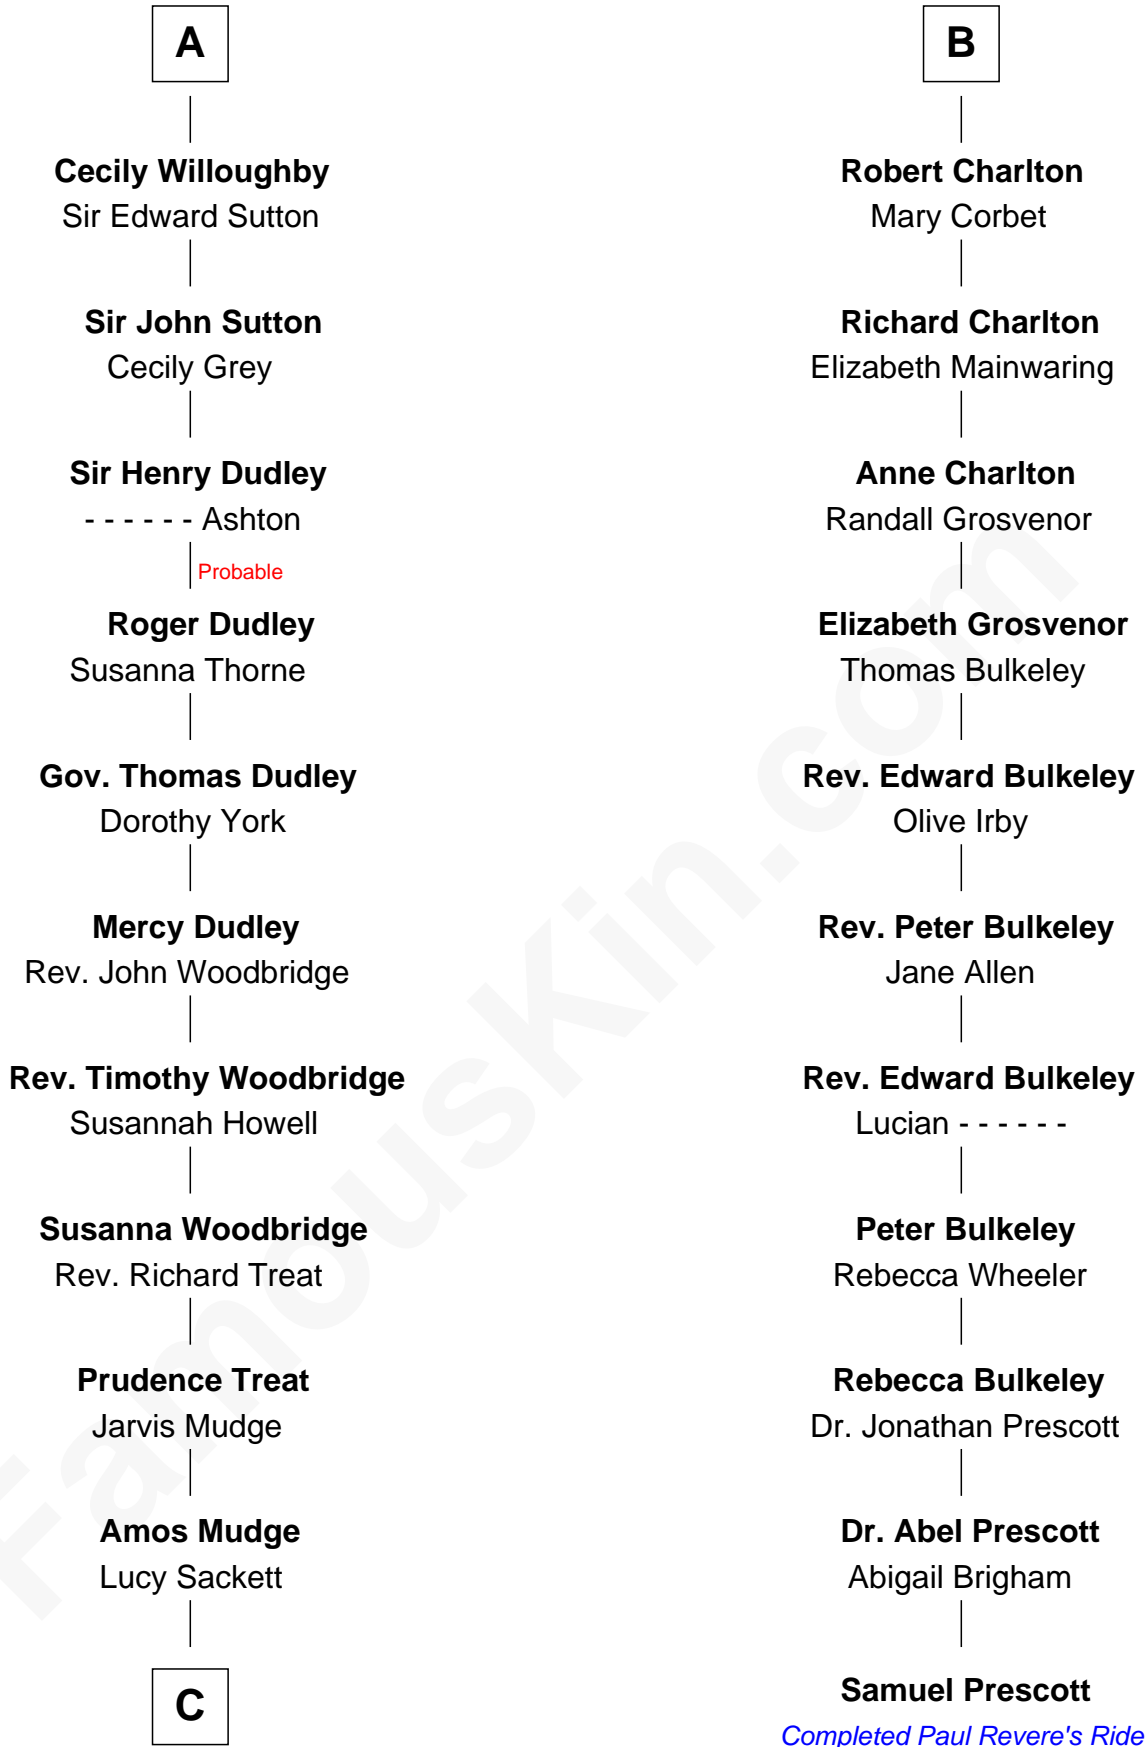 A
Cecily Willoughby
Sir Edward Sutton
Sir John Sutton
Cecily Grey
Sir Henry Dudley
- - - - - - Ashton
Probable
Roger Dudley
Susanna Thorne
Gov. Thomas Dudley
Dorothy York
Mercy Dudley
Rev. John Woodbridge
Rev. Timothy Woodbridge
Susannah Howell
Susanna Woodbridge
Rev. Richard Treat
Prudence Treat
Jarvis Mudge
Amos Mudge
Lucy Sackett
C
B
Robert Charlton
Mary Corbet
Richard Charlton
Elizabeth Mainwaring
Anne Charlton
Randall Grosvenor
Elizabeth Grosvenor
Thomas Bulkeley
Rev. Edward Bulkeley
Olive Irby
Rev. Peter Bulkeley
Jane Allen
Rev. Edward Bulkeley
Lucian - - - - - -
Peter Bulkeley
Rebecca Wheeler
Rebecca Bulkeley
Dr. Jonathan Prescott
Dr. Abel Prescott
Abigail Brigham
Samuel Prescott
Completed Paul Revere's Ride
FamousKin.com